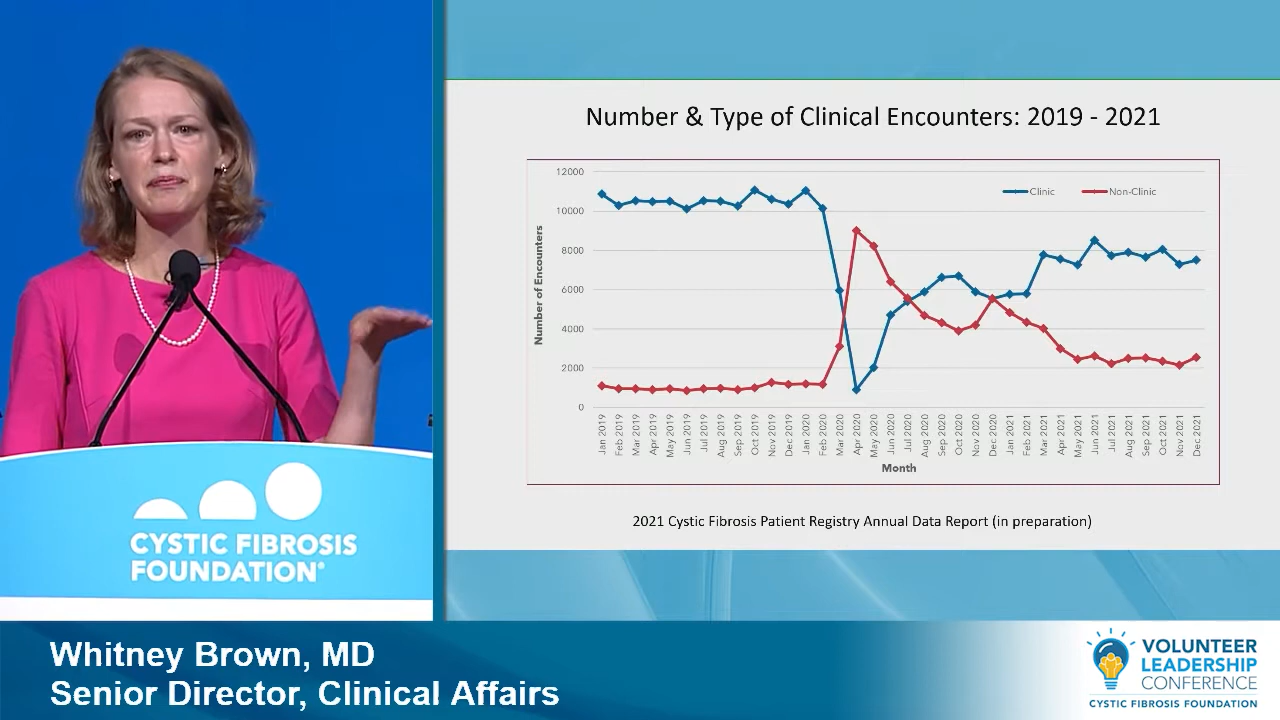 Number & Type of Clinical Encounters: 2019 - 2021
12000
10000
8000
6000
4000
2000
0
Number of Encounters
Clinic
Non-Clinic
Jan 2019
Feb 2019
Mar 2019
Apr 2019
May 2019
Jun 2019
Jul 2019
Aug 2019
Sep 2019
Oct 2019
Nov 2019
Dec 2019
Jan 2020
Feb 2020
Mar 2020
Apr 2020
May 2020
Jun 2020
Jul 2020
Aug 2020
Sep 2020
Oct 2020
Nov 2020
Dec 2020
Jan 2021
Feb 2021
Mar 2021
Apr 2021
May 2021
Jun 2021
Jul 2021
Aug 2021
Sep 2021
Oct 2021
Nov 2021
Dec 2021
Month
2021 Cystic Fibrosis Patient Registry Annual Data Report (in preparation)
CYSTIC FIBROSIS
FOUNDATION®
Whitney Brown, MD
Senior Director, Clinical Affairs
VOLUNTEER
LEADERSHIP
CONFERENCE
CYSTIC FIBROSIS FOUNDATION